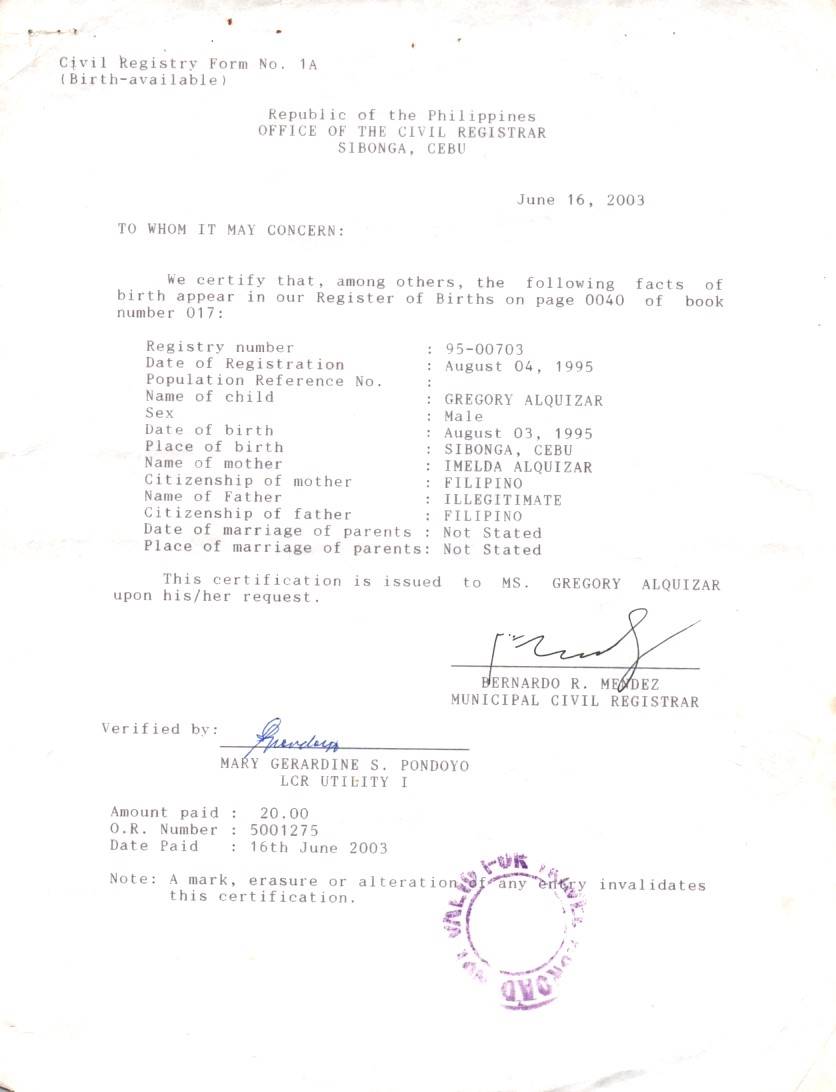 Civil Registry Form No. 1A
(Birth-available)
Republic of the Philippines
OFFICE OF THE CIVIL REGISTRAR
SIBONGA, CEBU
June 16, 2003
TO WHOM IT MAY CONCERN:
We certify that, among others, the following facts of
birth appear in our Register of Births on page 0040 of book
number 017:
Registry number : 95-00703
Date of Registration : August 04, 1995
Population Reference No. :
Name of child : GREGORY ALQUIZAR
Sex : Male
Date of birth : August 03, 1995
Place of birth : SIBONGA, CEBU
Name of mother : IMELDA ALQUIZAR
Citizenship of mother : FILIPINO
Name of Father : ILLEGITIMATE
Citizenship of father : FILIPINO
Date of marriage of parents : Not Stated
Place of marriage of parents: Not Stated
This certification is issued to MS. GREGORY ALQUIZAR
upon his/her request.
BERNARDO R. MENDEZ
MUNICIPAL CIVIL REGISTRAR
Verified by:
MARY GERARDINE S. PONDOYO
LCR UTILITY I
Amount paid : 20.00
O.R. Number : 5001275
Date Paid : 16th June 2003
Note: A mark, erasure or alteration of any entry invalidates
this certification.
NOT VALID FOR TRAVEL ABROAD